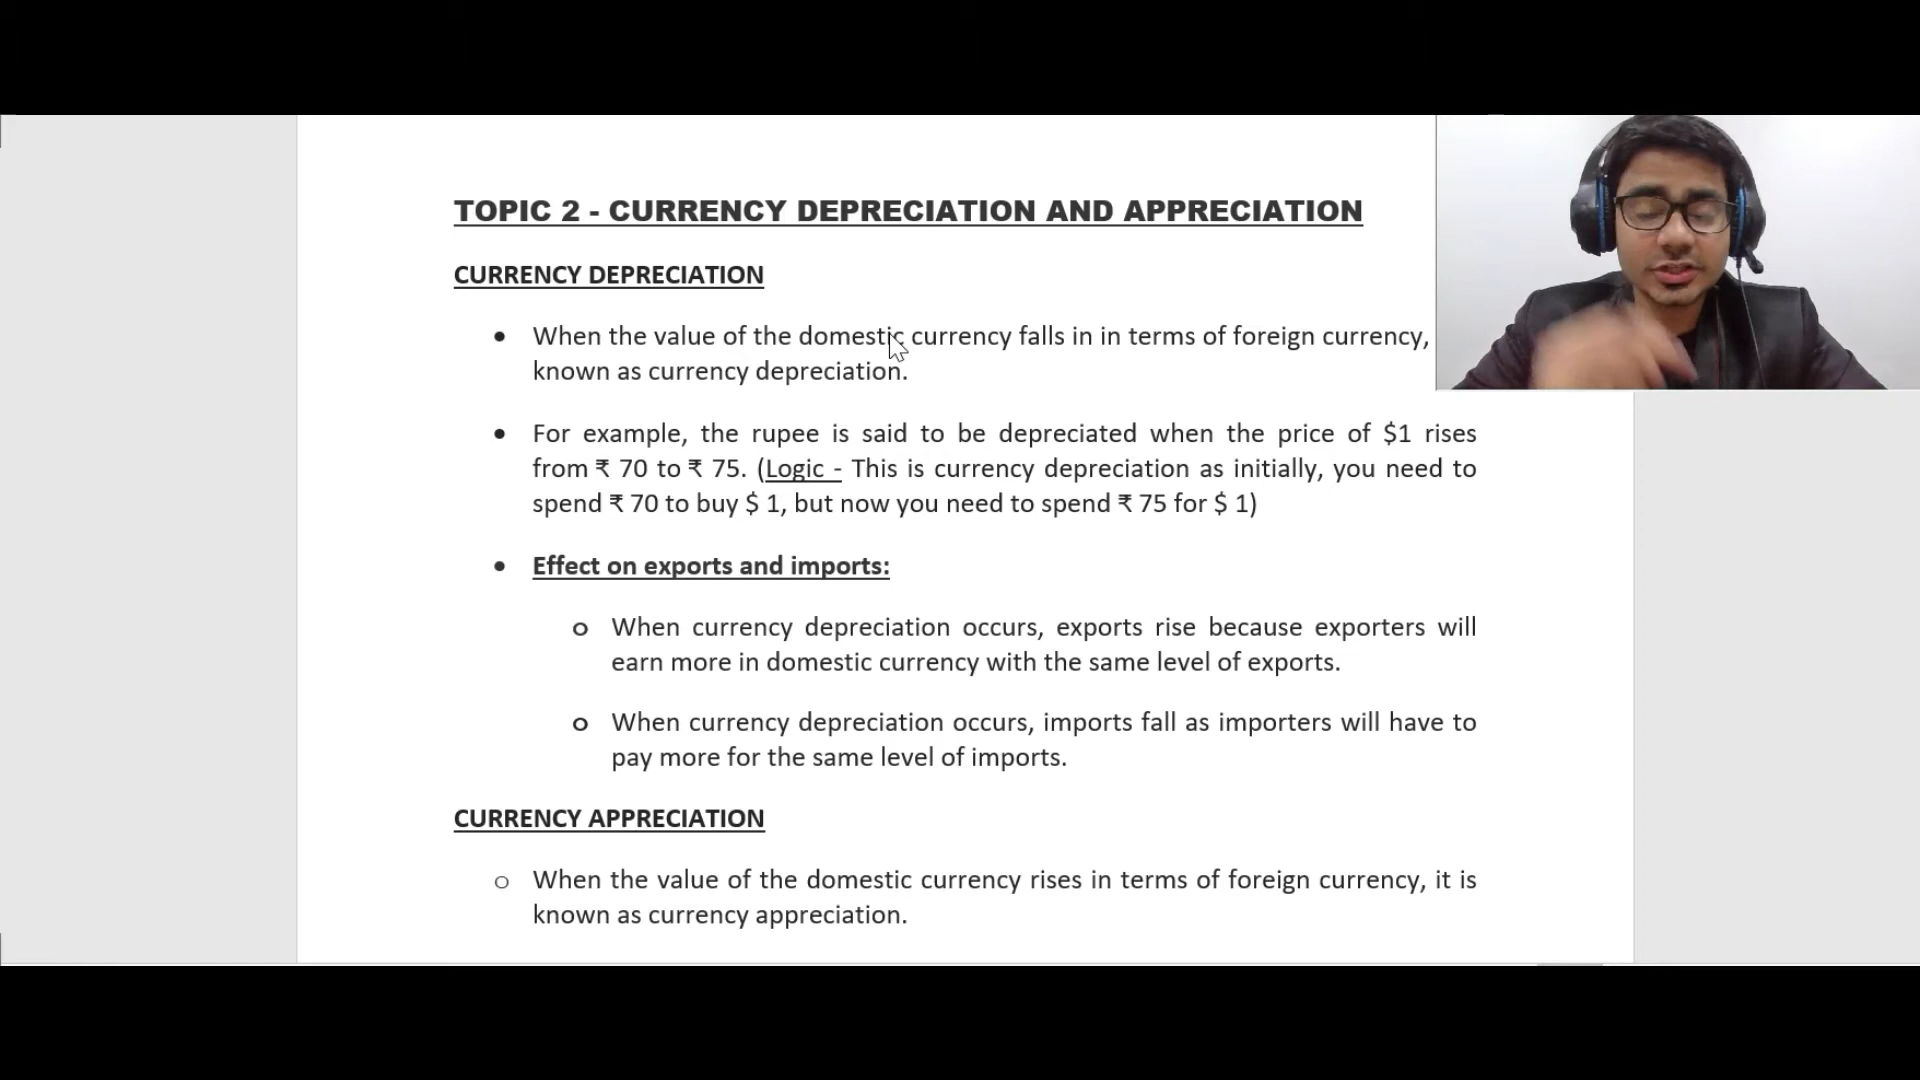 TOPIC 2 - CURRENCY DEPRECIATION AND APPRECIATION
CURRENCY DEPRECIATION
• When the value of the domestic currency falls in in terms of foreign currency,
known as currency depreciation.
• For example, the rupee is said to be depreciated when the price of $1 rises
from ₹ 70 to ₹ 75. (Logic - This is currency depreciation as initially, you need to
spend ₹ 70 to buy $ 1, but now you need to spend ₹ 75 for $ 1)
• Effect on exports and imports:
o When currency depreciation occurs, exports rise because exporters will
earn more in domestic currency with the same level of exports.
o When currency depreciation occurs, imports fall as importers will have to
pay more for the same level of imports.
CURRENCY APPRECIATION
o When the value of the domestic currency rises in terms of foreign currency, it is
known as currency appreciation.